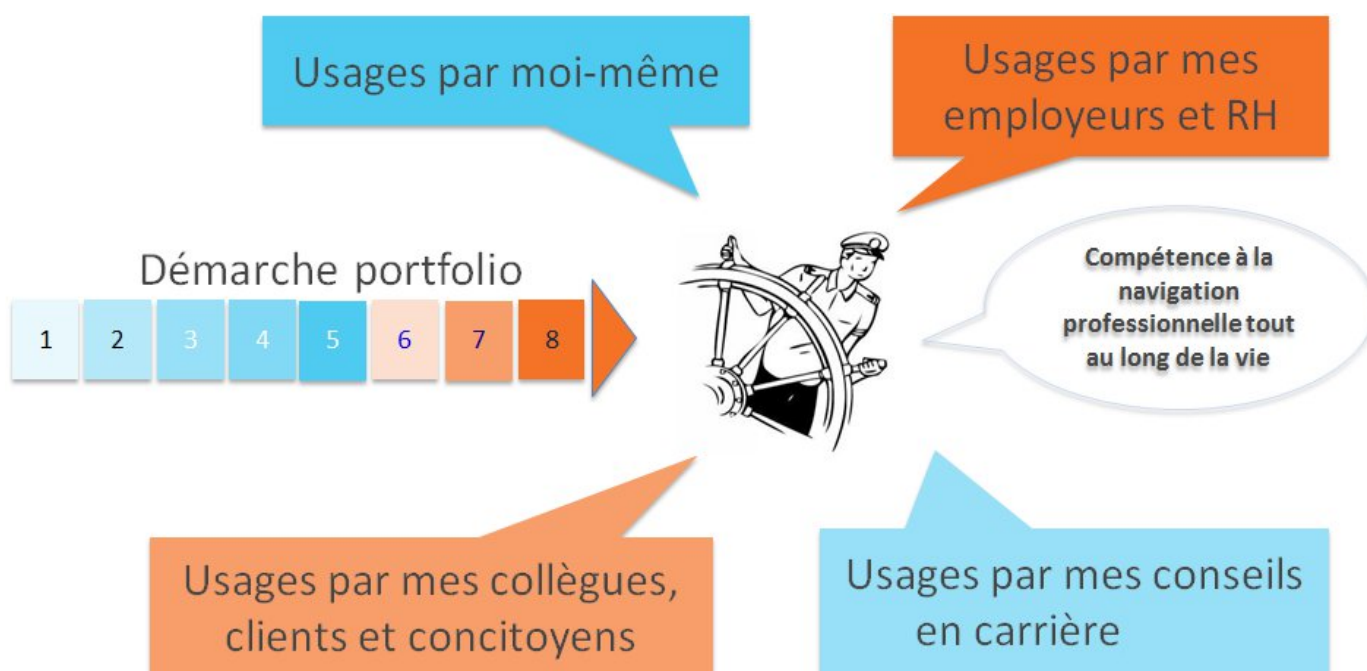 Usages par moi-même
Usages par mes
employeurs et RH
Démarche portfolio
1 2 3 4 5 6 7 8
Compétence à la
navigation
professionnelle tout
au long de la vie
Usages par mes collègues,
clients et concitoyens
Usages par mes conseils
en carrière